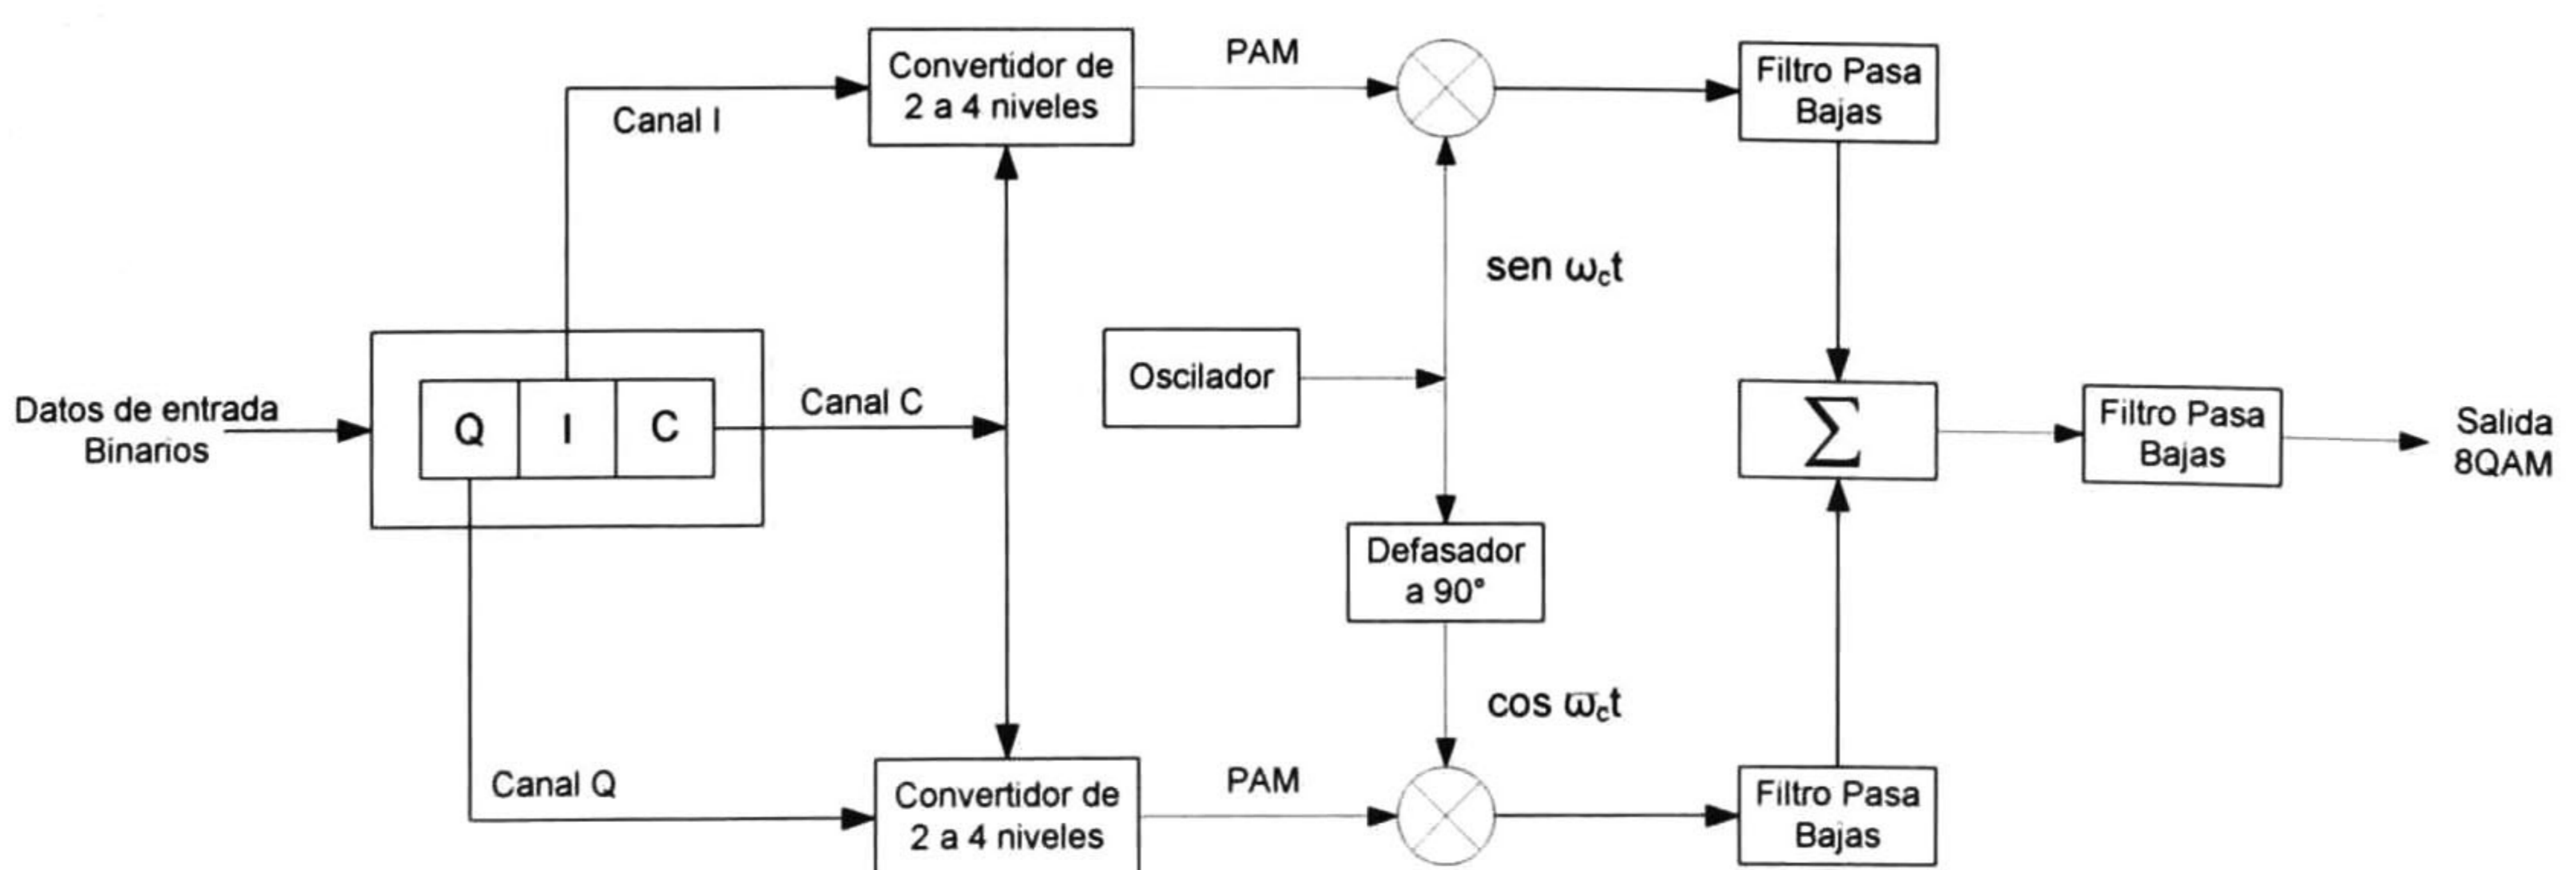 Convertidor de
2 a 4 niveles
PAM
Filtro Pasa
Bajas
Canal I
sen ωct
Datos de entrada
Binarios
Q I C
Canal C
Oscilador
Σ
Filtro Pasa
Bajas
Salida
8QAM
Defasador
a 90°
cos ϖct
Canal Q
Convertidor de
2 a 4 niveles
PAM
Filtro Pasa
Bajas